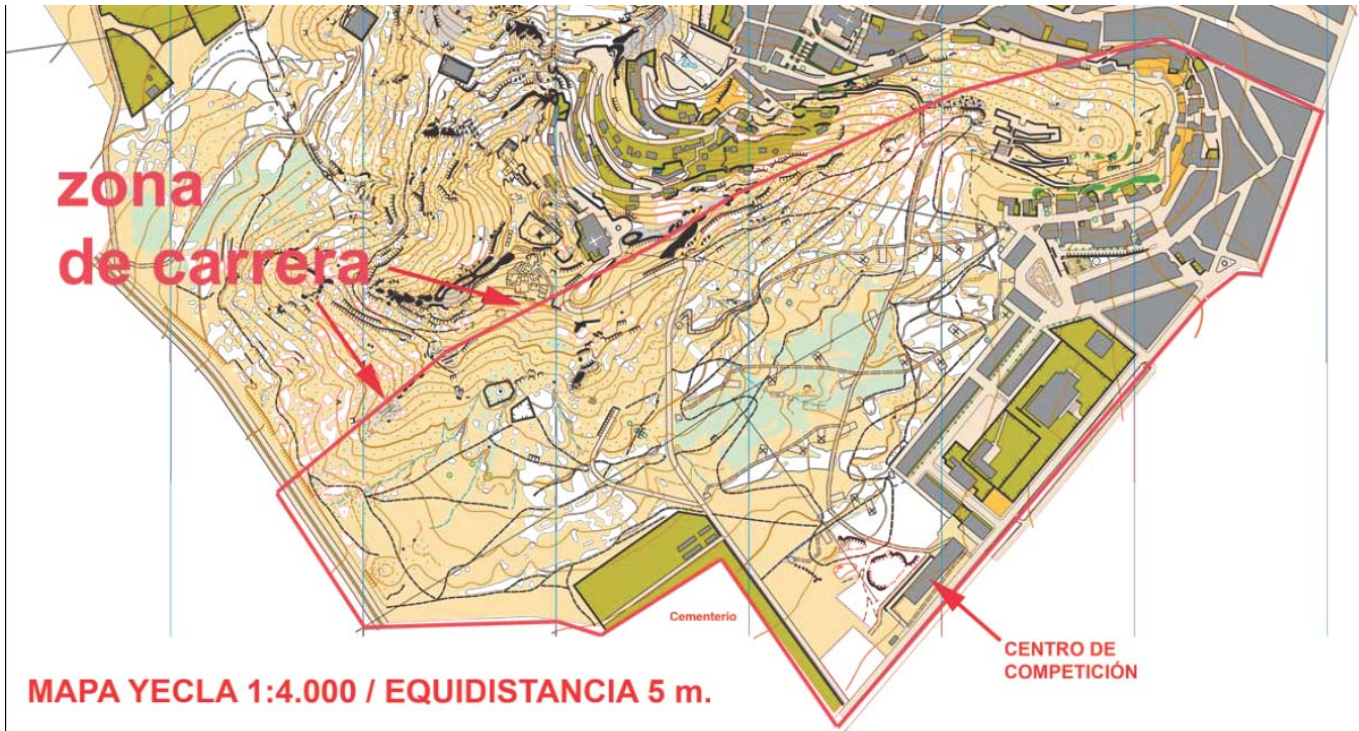 zona
de carrera
Cementerio
CENTRO DE
COMPETICIÓN
MAPA YECLA 1:4.000 / EQUIDISTANCIA 5 m.